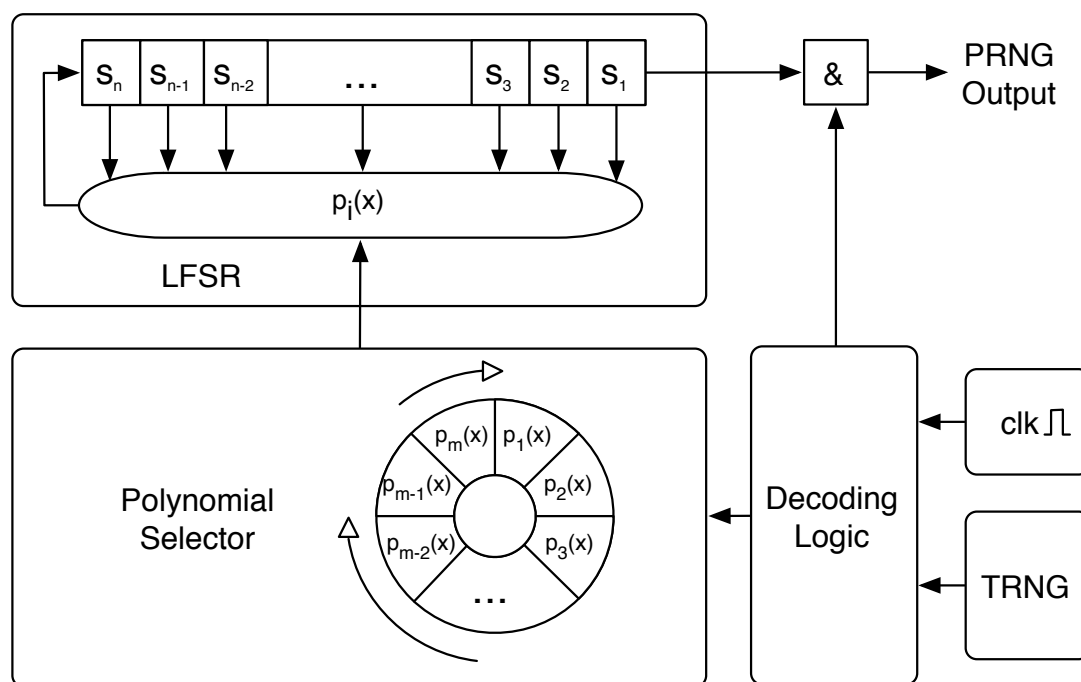 Sₙ Sₙ₋₁ Sₙ₋₂ ... S₃ S₂ S₁
&
PRNG
Output
pᵢ(x)
LFSR
Polynomial
Selector
pₘ(x) p₁(x)
pₘ₋₁(x) p₂(x)
pₘ₋₂(x) p₃(x)
...
Decoding
Logic
clk
TRNG